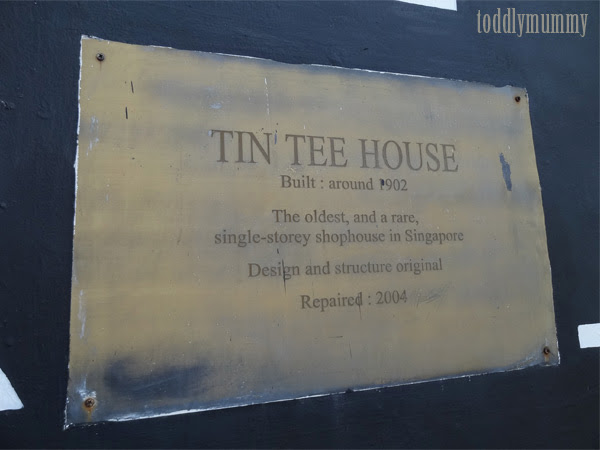 toddlymummy
TIN TEE HOUSE
Built : around 1902
The oldest, and a rare,
single-storey shophouse in Singapore
Design and structure original
Repaired : 2004